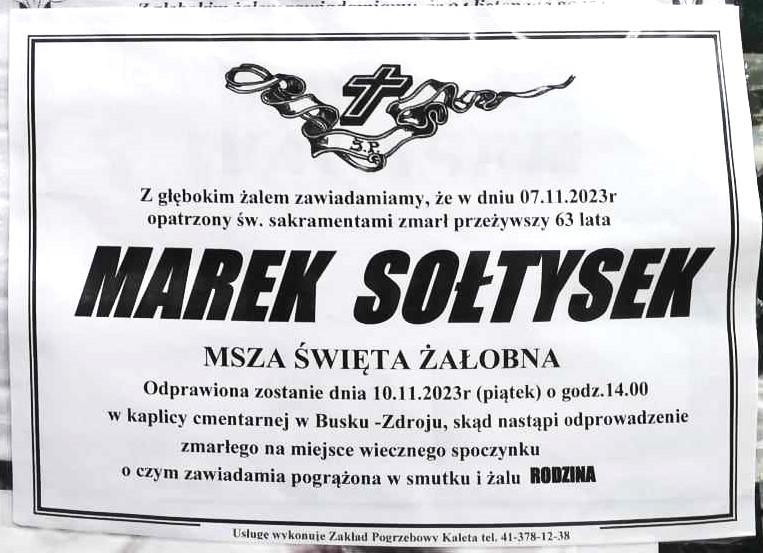 Ś.P.
Z głębokim żalem zawiadamiamy, że w dniu 07.11.2023r
opatrzony św. sakramentami zmarł przeżywszy 63 lata
MAREK SOŁTYSEK
MSZA ŚWIĘTA ŻAŁOBNA
Odprawiona zostanie dnia 10.11.2023r (piątek) o godz.14.00
w kaplicy cmentarnej w Busku -Zdroju, skąd nastąpi odprowadzenie
zmarłego na miejsce wiecznego spoczynku
o czym zawiadamia pogrążona w smutku i żalu RODZINA
Usługę wykonuje Zakład Pogrzebowy Kaleta tel. 41-378-12-38